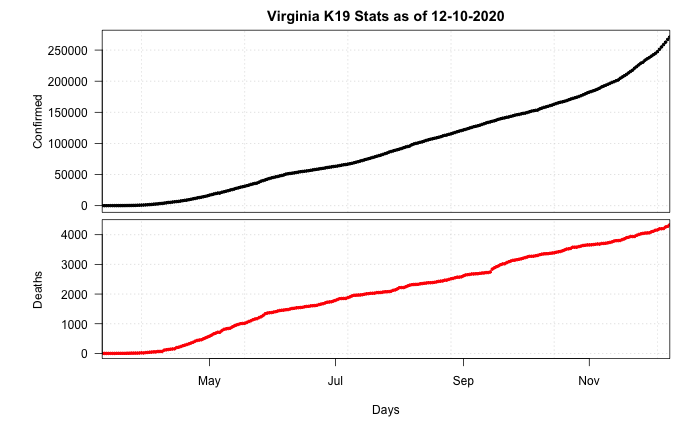 Virginia K19 Stats as of 12-10-2020
Confirmed
250000
200000
150000
100000
50000
0
Deaths
4000
3000
2000
1000
0
May Jul Sep Nov
Days